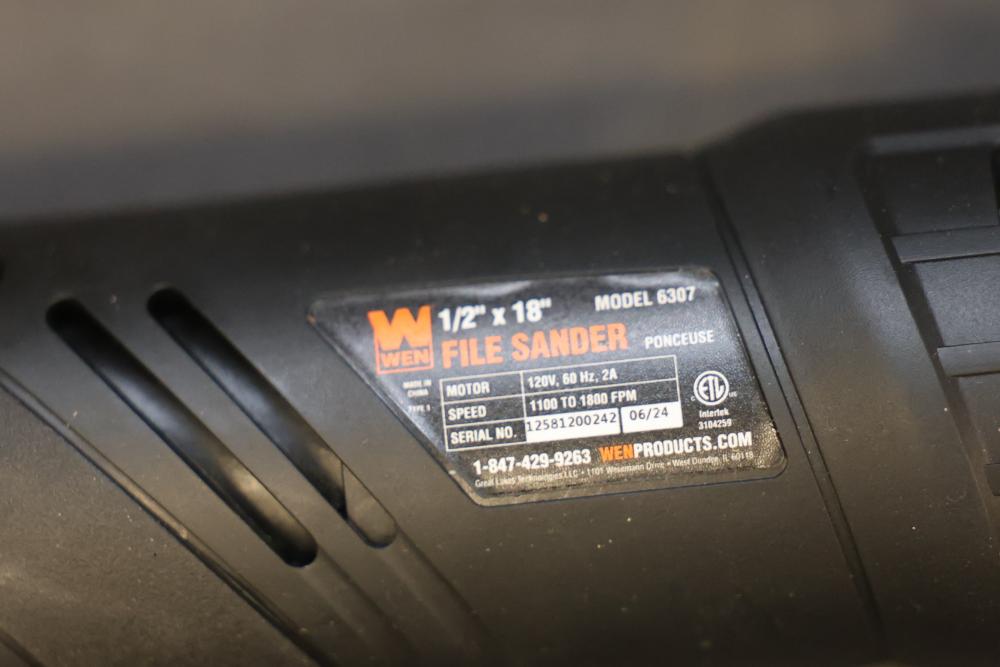 W
WEN
1/2" x 18"
MODEL 6307
FILE SANDER
PONCEUSE
MADE IN
CHINA
TYPE 1
MOTOR 120V, 60 Hz, 2A
SPEED 1100 TO 1800 FPM
SERIAL NO. 12581200242 06/24
C ETL US
Intertek
3104259
1-847-429-9263 WENPRODUCTS.COM
Great Lakes Technologies, LLC • 1101 Wesemann Drive • West Dundee, IL 60118